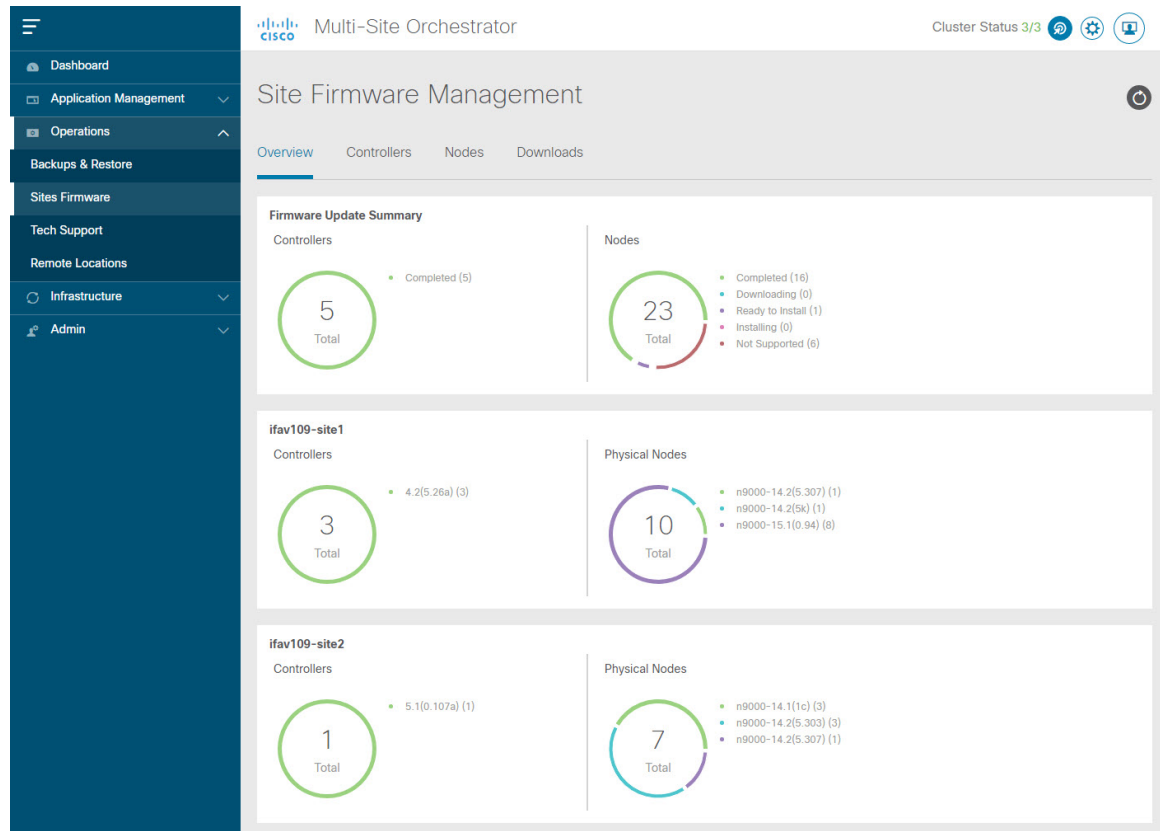 CISCO Multi-Site Orchestrator
Cluster Status 3/3
Dashboard
Application Management
Operations
Backups & Restore
Sites Firmware
Tech Support
Remote Locations
Infrastructure
Admin
Site Firmware Management
Overview Controllers Nodes Downloads
Firmware Update Summary
Controllers
5
Total
Completed (5)
Nodes
23
Total
Completed (16)
Downloading (0)
Ready to Install (1)
Installing (0)
Not Supported (6)
ifav109-site1
Controllers
3
Total
4.2(5.26a) (3)
Physical Nodes
10
Total
n9000-14.2(5.307) (1)
n9000-14.2(5k) (1)
n9000-15.1(0.94) (8)
ifav109-site2
Controllers
1
Total
5.1(0.107a) (1)
Physical Nodes
7
Total
n9000-14.1(1c) (3)
n9000-14.2(5.303) (3)
n9000-14.2(5.307) (1)